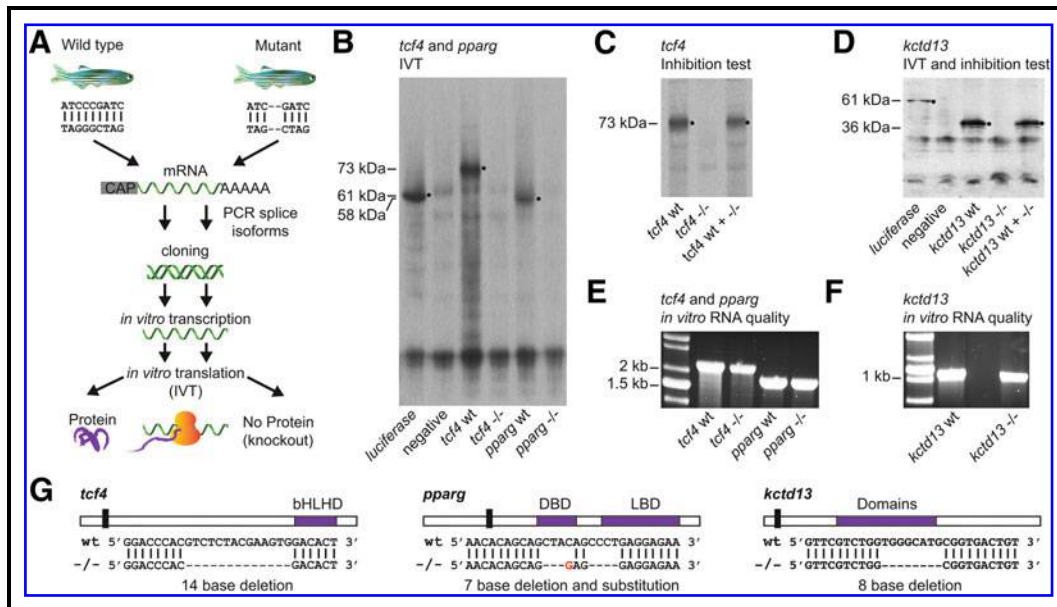 A
Wild type
Mutant
ATCCCGATC
TAGGGCTAG
ATC--GATC
TAG--CTAG
mRNA
CAP
AAAAA
PCR splice
isoforms
cloning
in vitro transcription
in vitro translation
(IVT)
Protein
No Protein
(knockout)
B
tcf4 and pparg
IVT
73 kDa
61 kDa
58 kDa
luciferase
negative
tcf4 wt
tcf4 -/-
pparg wt
pparg -/-
C
tcf4
Inhibition test
73 kDa
tcf4 wt
tcf4 -/-
tcf4 wt + -/-
D
kctd13
IVT and inhibition test
61 kDa
36 kDa
luciferase
negative
kctd13 wt
kctd13 -/-
kctd13 wt + -/-
E
tcf4 and pparg
in vitro RNA quality
2 kb
1.5 kb
tcf4 wt
tcf4 -/-
pparg wt
pparg -/-
F
kctd13
in vitro RNA quality
1 kb
kctd13 wt
kctd13 -/-
G
tcf4
bHLHD
wt 5′GGACCCACGTCTCTACGAAGTGGACACT 3′
-/- 5′GGACCCAC--------------GACACT 3′
14 base deletion
pparg
DBD
LBD
wt 5′AACACAGCAGCTACAGCCCTGAGGAGAA 3′
-/- 5′AACACAGCAG----GAG---GAGGAGAA 3′
7 base deletion and substitution
kctd13
Domains
wt 5′GTTCGTCTGGTGGGCATGCGGTGACTGT 3′
-/- 5′GTTCGTCTGG--------CGGTGACTGT 3′
8 base deletion